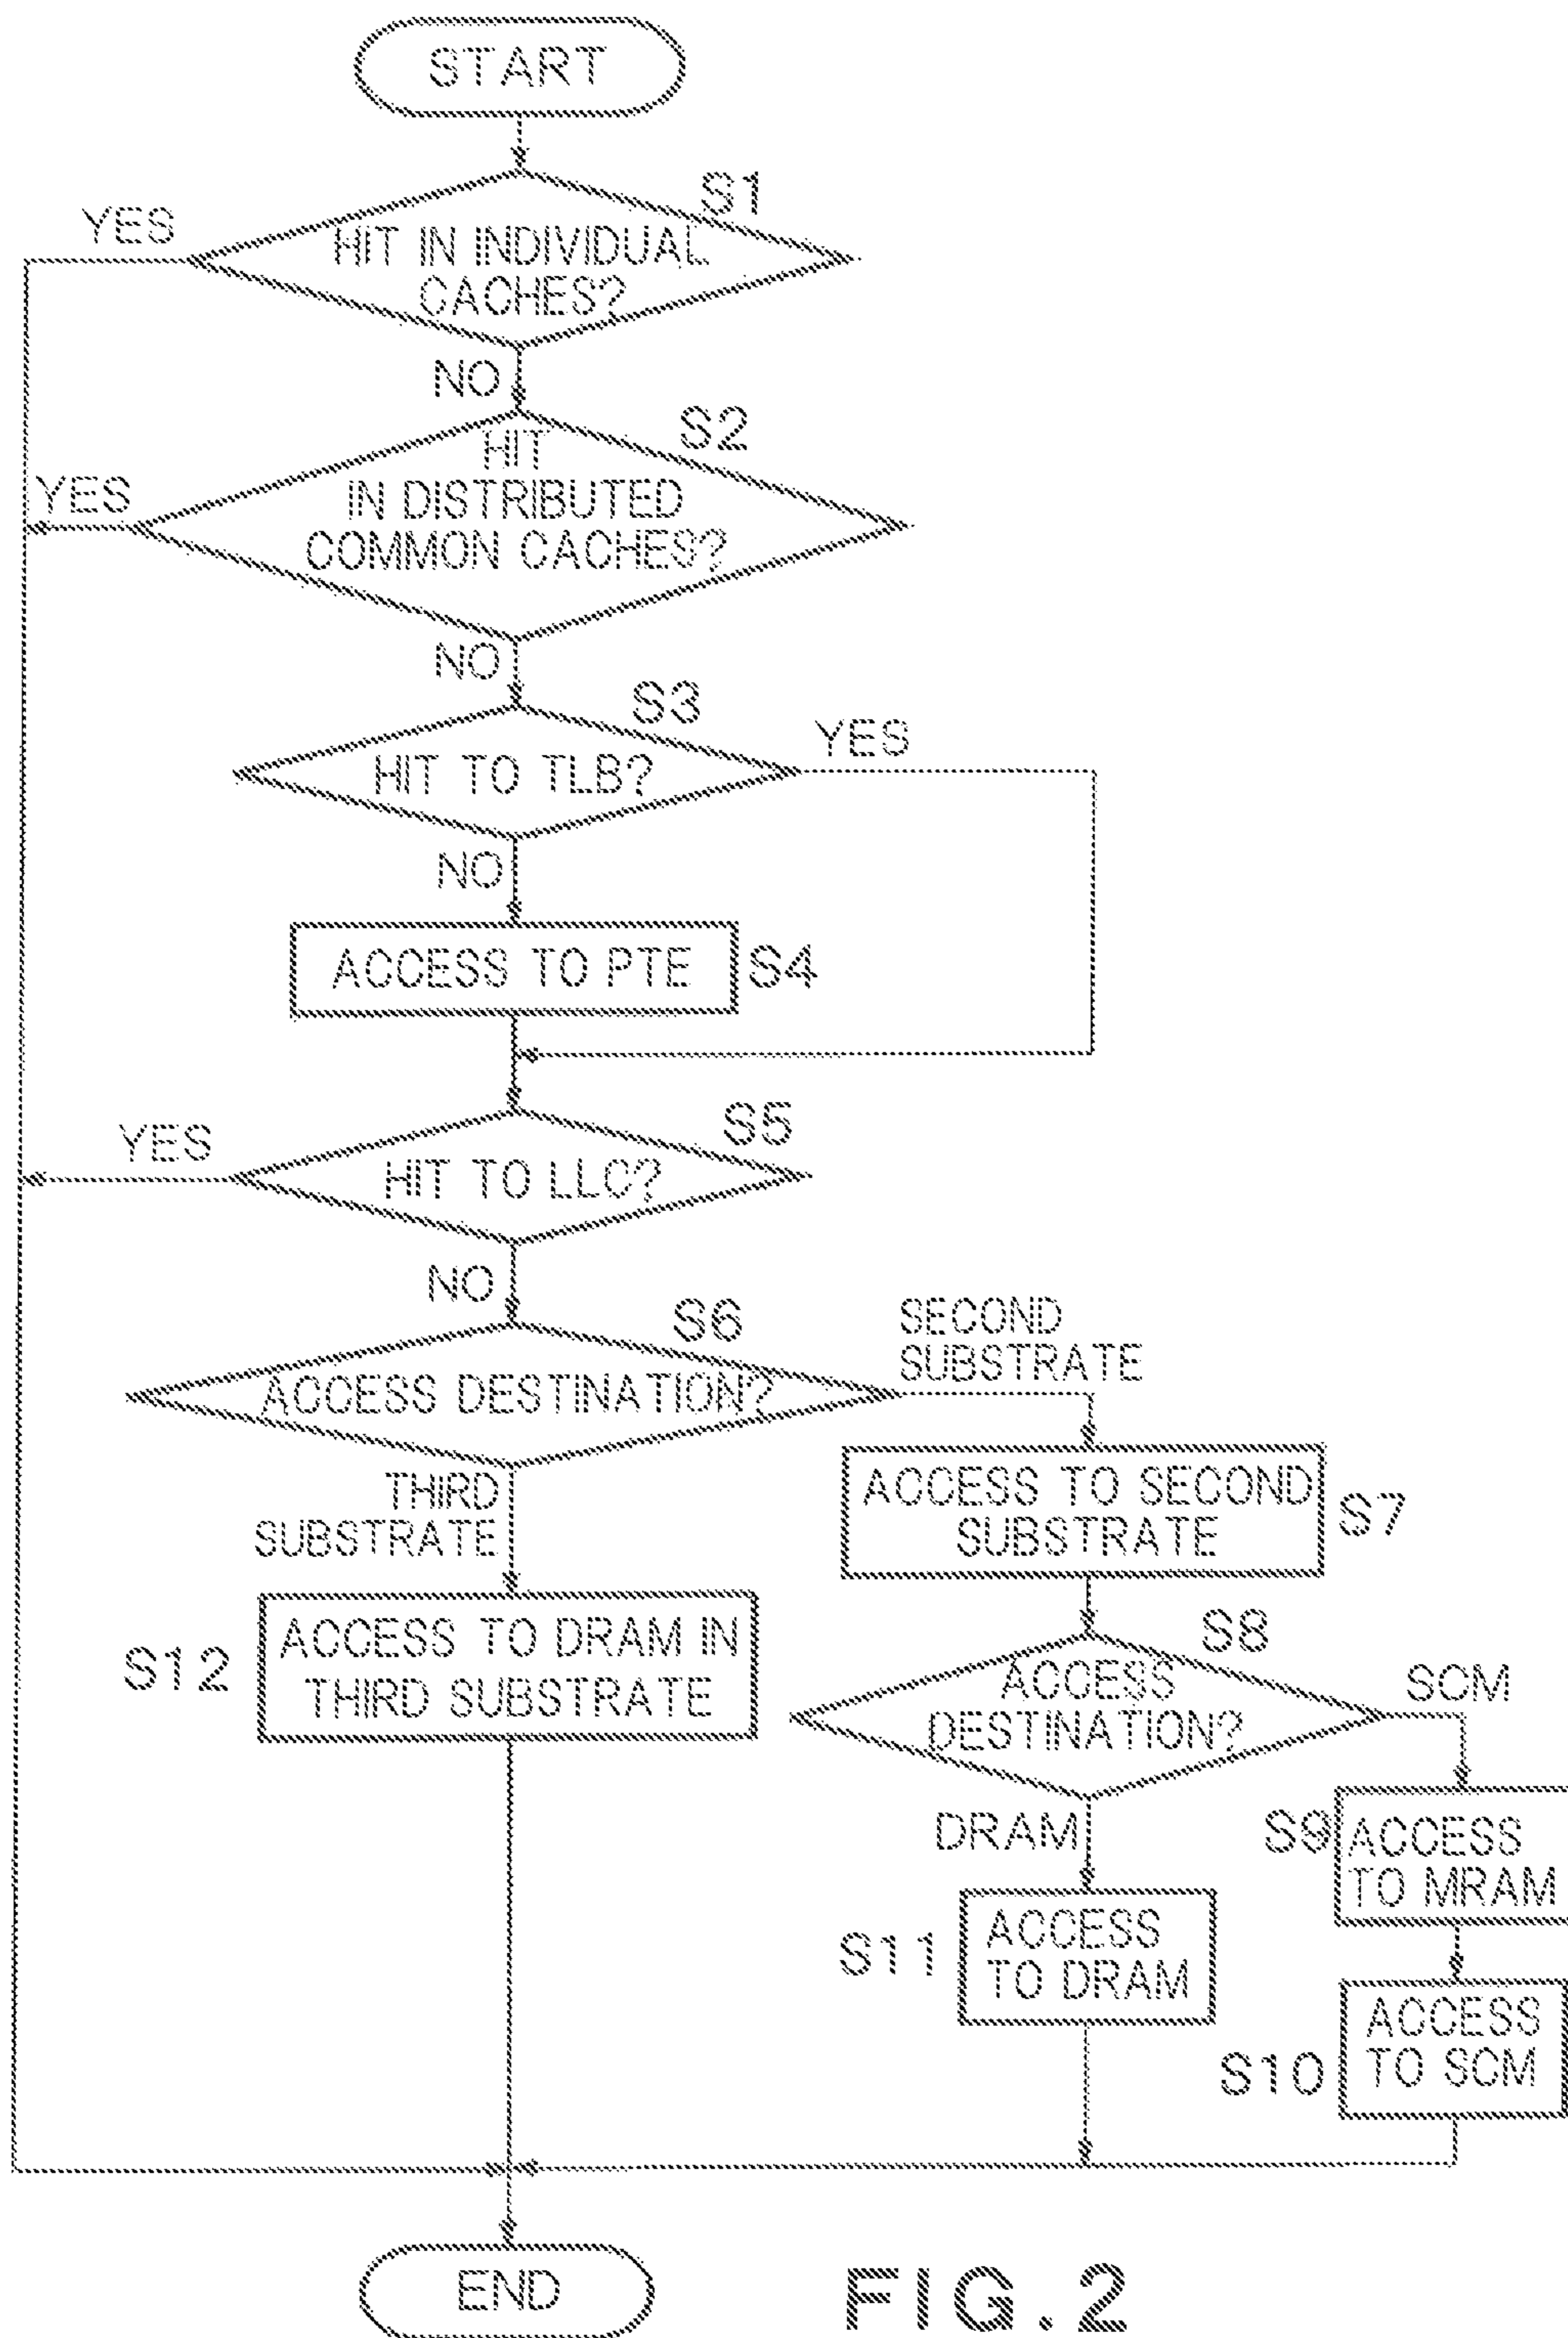 START
S1
YES
HIT IN INDIVIDUAL
CACHES?
NO
S2
HIT
YES
IN DISTRIBUTED
COMMON CACHES?
NO
S3
YES
HIT TO TLB?
NO
ACCESS TO PTE
S4
S5
YES
HIT TO LLC?
NO
S6
SECOND
SUBSTRATE
ACCESS DESTINATION?
THIRD
SUBSTRATE
ACCESS TO SECOND
SUBSTRATE
S7
S12
ACCESS TO DRAM IN
THIRD SUBSTRATE
S8
ACCESS
DESTINATION?
SCM
DRAM
S9
ACCESS
TO MRAM
S11
ACCESS
TO DRAM
S10
ACCESS
TO SCM
END
FIG.2